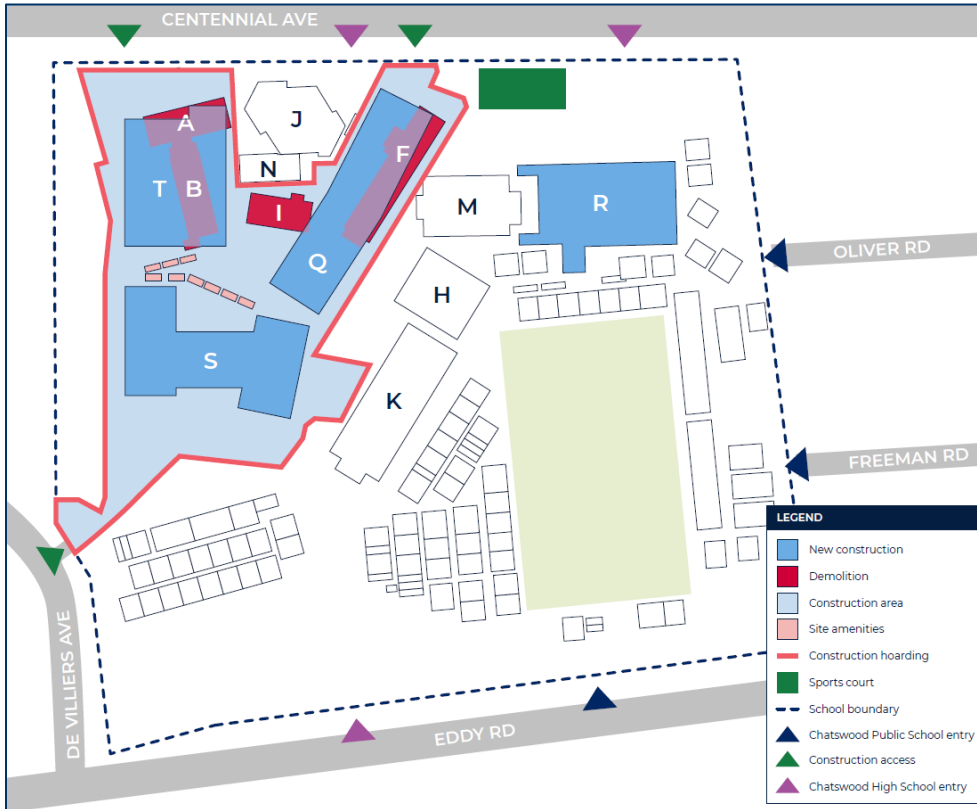 CENTENNIAL AVE
A
J
F
T
B
N
I
M
R
Q
H
OLIVER RD
S
K
FREEMAN RD
DE VILLIERS AVE
EDDY RD
LEGEND
New construction
Demolition
Construction area
Site amenities
Construction hoarding
Sports court
School boundary
Chatswood Public School entry
Construction access
Chatswood High School entry